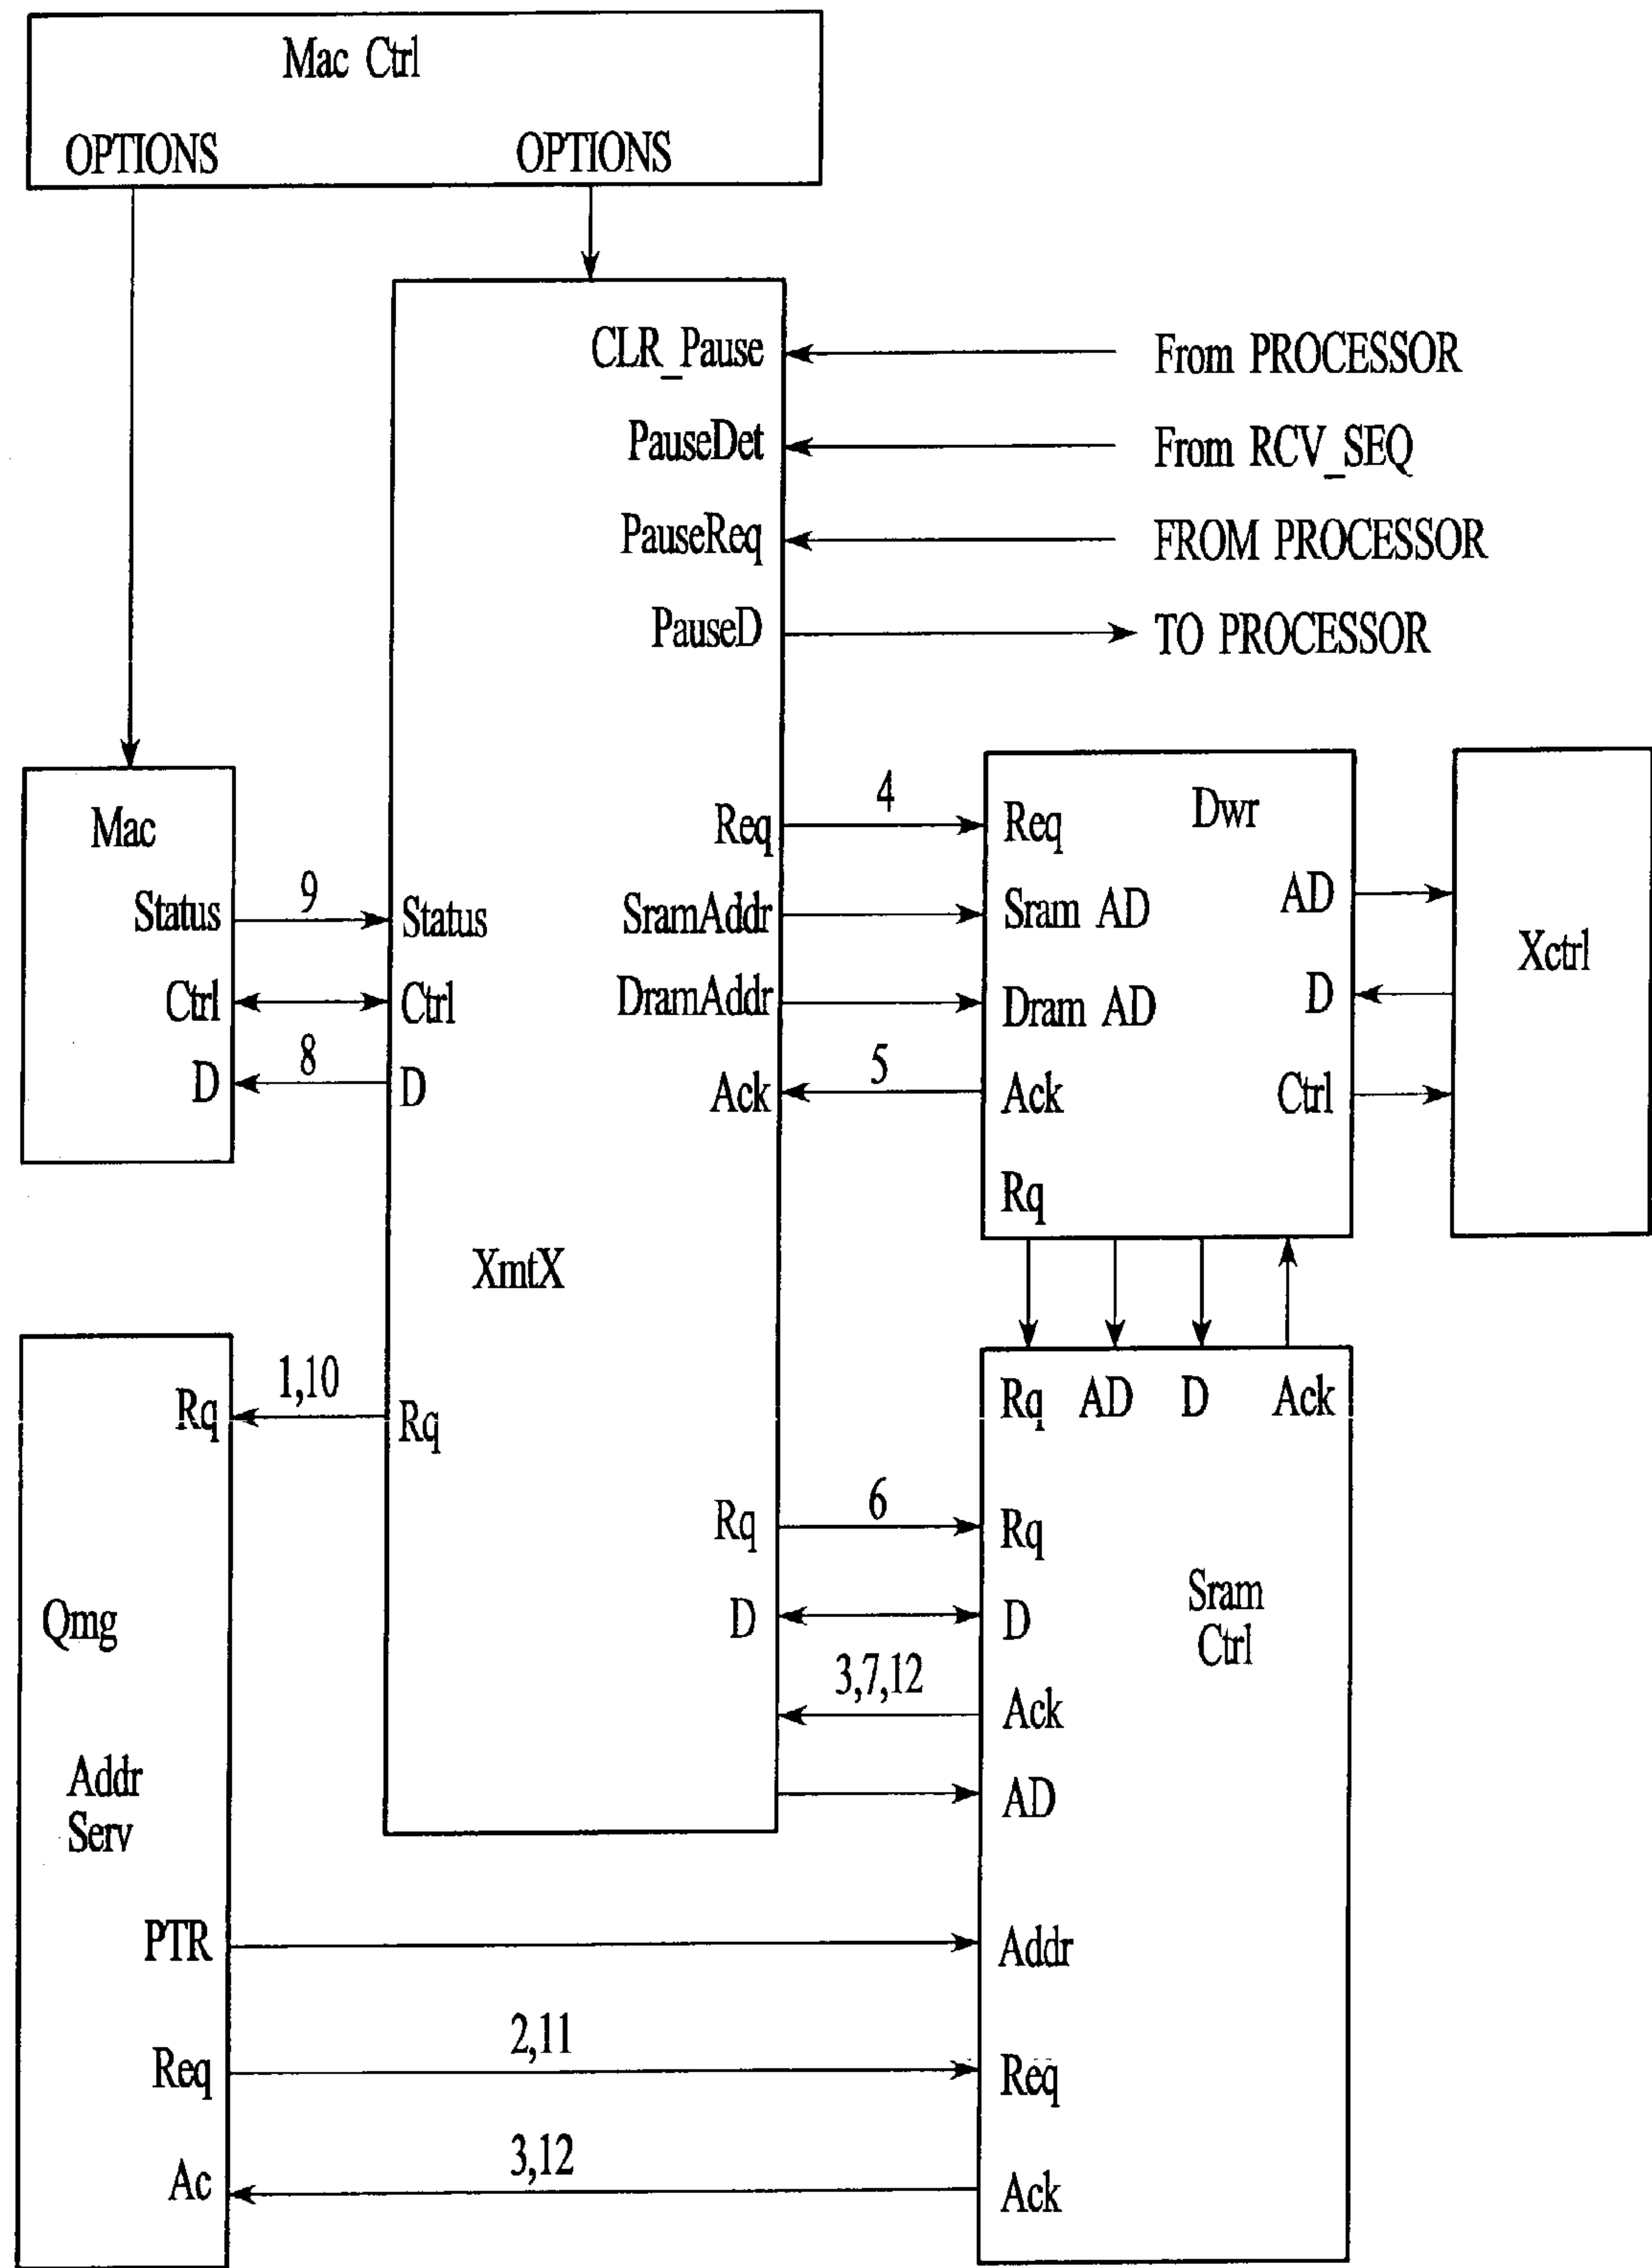 Mac Ctrl
OPTIONS OPTIONS
CLR_Pause From PROCESSOR
PauseDet From RCV_SEQ
PauseReq FROM PROCESSOR
PauseD TO PROCESSOR
Mac
Status 9 Status
Ctrl Ctrl
D 8 D
XmtX
Req 4 Req
Dwr
SramAddr Sram AD
DramAddr Dram AD
Ack 5 Ack
Rq
AD
D
Ctrl
Xctrl
Rq AD D Ack
Rq 1,10 Rq
Qmg
Addr
Serv
Rq 6 Rq
D D
3,7,12 Ack
AD
Sram
Ctrl
PTR Addr
Req 2,11 Req
Ac 3,12 Ack